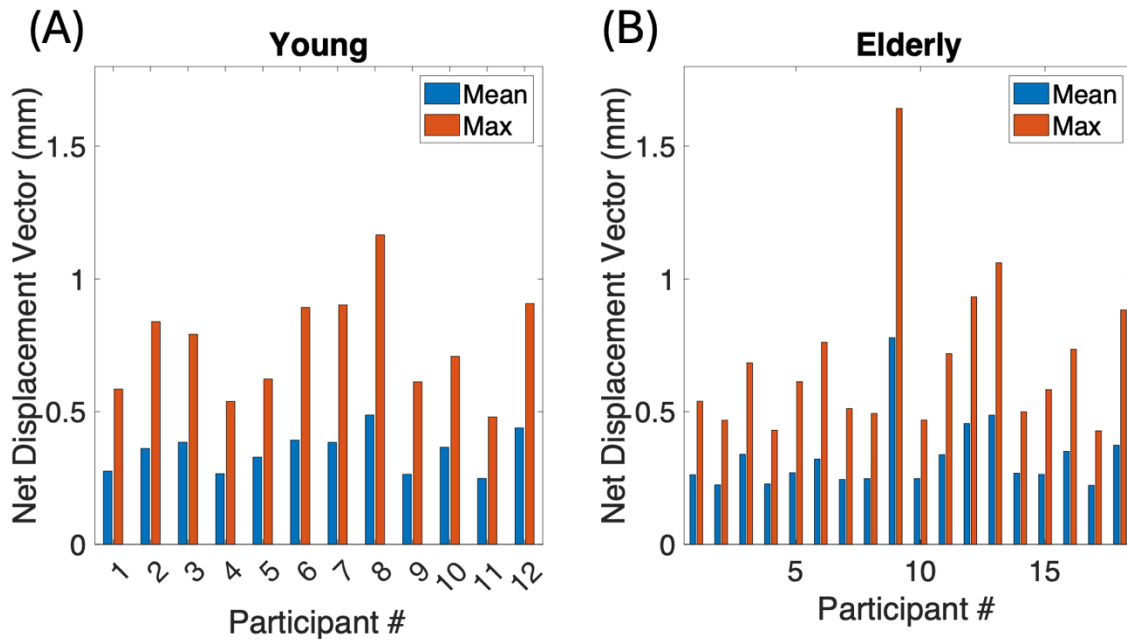 (A)
Young
Mean
Max
Net Displacement Vector (mm)
1.5
1
0.5
0
1 2 3 4 5 6 7 8 9 10 11 12
Participant #
(B)
Elderly
Mean
Max
Net Displacement Vector (mm)
1.5
1
0.5
0
5 10 15
Participant #